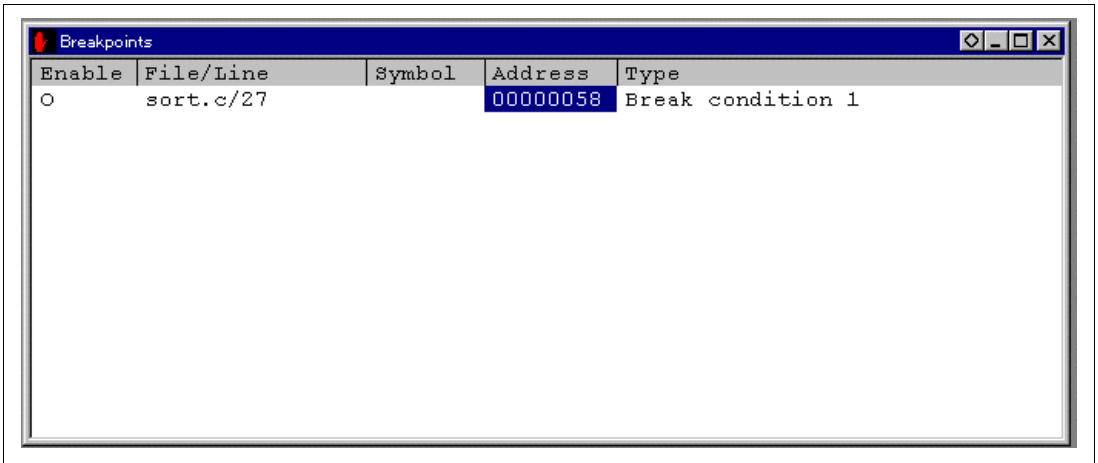 Breakpoints
Enable File/Line Symbol Address Type
O sort.c/27 00000058 Break condition 1